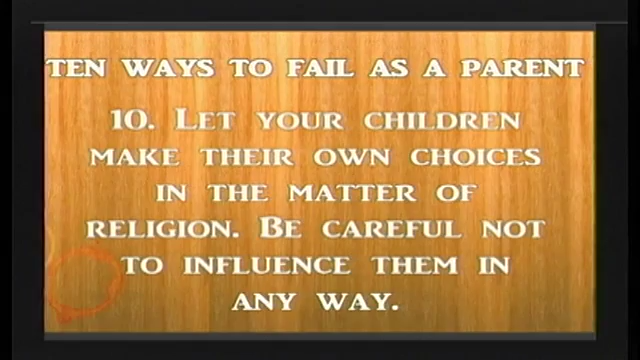 TEN WAYS TO FAIL AS A PARENT
10. LET YOUR CHILDREN
MAKE THEIR OWN CHOICES
IN THE MATTER OF
RELIGION. BE CAREFUL NOT
TO INFLUENCE THEM IN
ANY WAY.